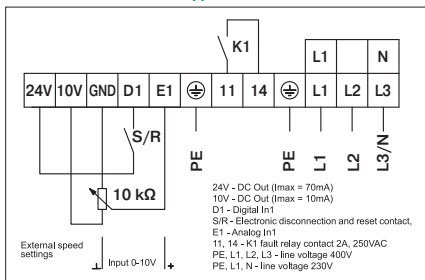 K1
L1 N
24V 10V GND D1 E1 11 14 L1 L2 L3
S/R
PE PE L1 L2 L3/N
10 kΩ
24V - DC Out (Imax = 70mA)
10V - DC Out (Imax = 10mA)
D1 - Digital In1
S/R - Electronic disconnection and reset contact,
E1 - Analog In1
11, 14 - K1 fault relay contact 2A, 250VAC
PE, L1, L2, L3 - line voltage 400V
PE, L1, N - line voltage 230V
External speed
settings
⊥ Input 0-10V +